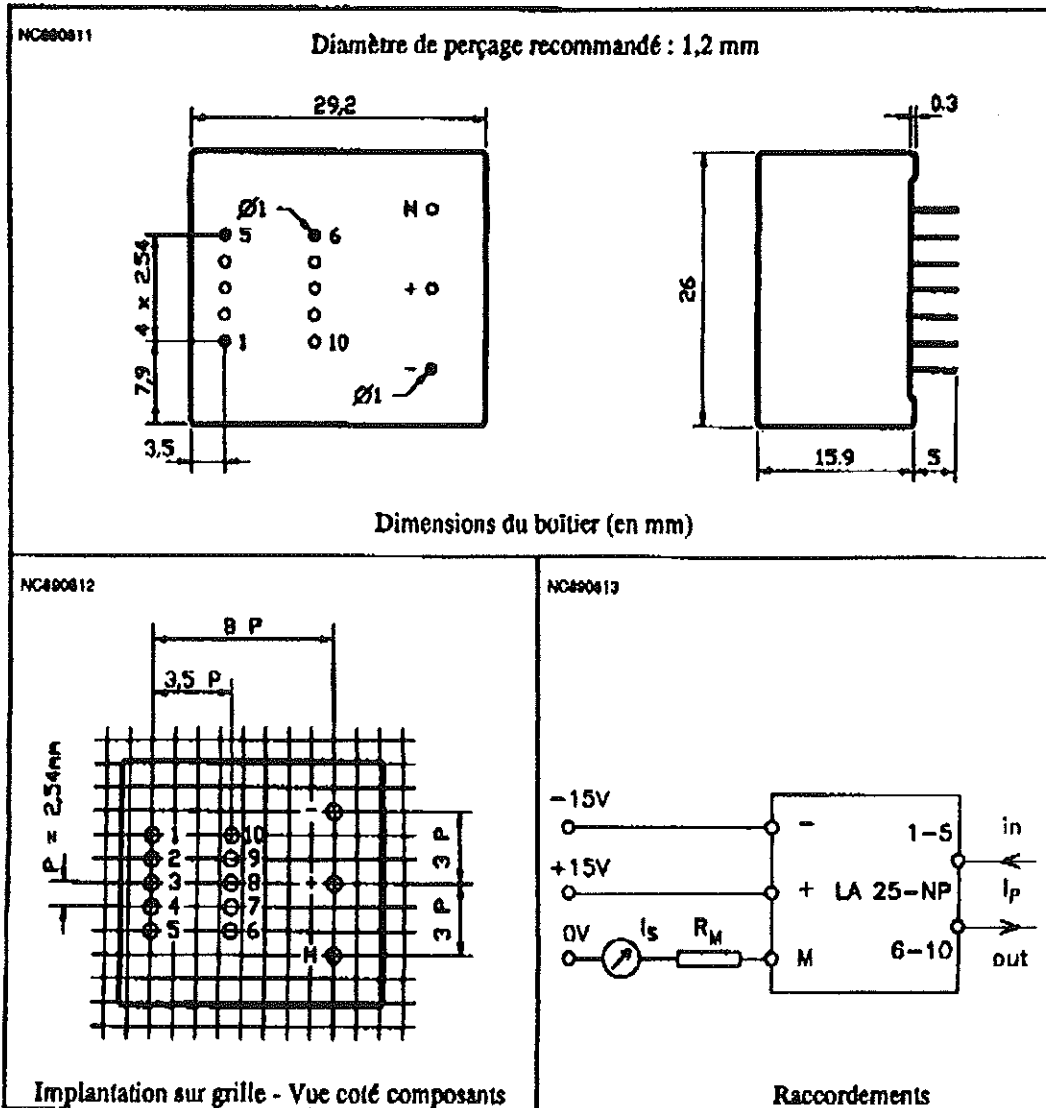 NC890811
Diamètre de perçage recommandé : 1,2 mm
29,2
0.3
Ø1
M
5
6
4 x 2.54
+
26
1
10
-
7,9
Ø1
3,5
15.9
5
Dimensions du boîtier (en mm)
NC890812
8 P
3,5 P
P = 2,54mm
-
1
10
2
9
3 P
3
8
+
4
7
3 P
5
6
M
Implantation sur grille - Vue coté composants
NC890813
-15V
-
1-5
in
+15V
+
LA 25-NP
IP
0V
IS
RM
M
6-10
out
Raccordements